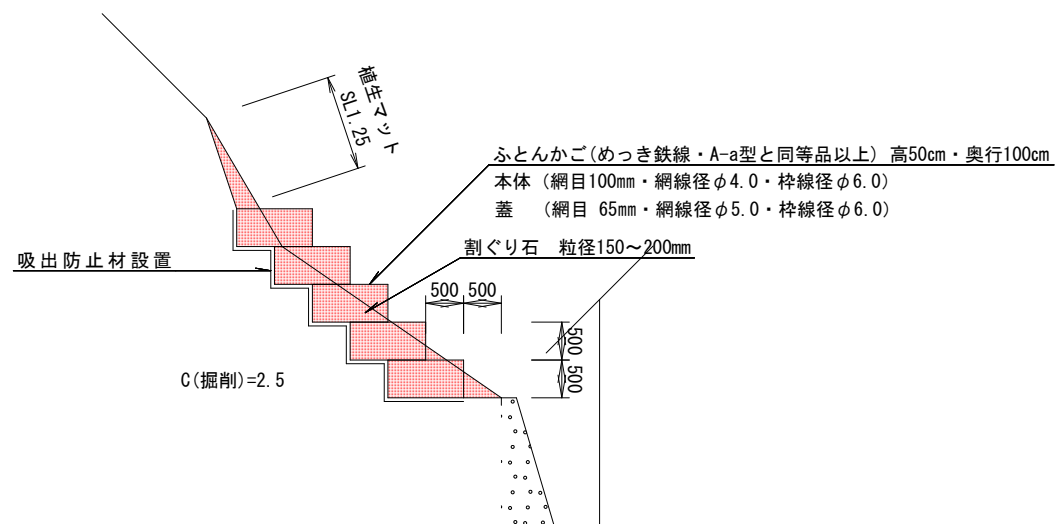 植生マット
SL1.25
ふとんかご(めっき鉄線・A-a型と同等品以上) 高50cm・奥行100cm
本体 (網目100mm・網線径φ4.0・枠線径φ6.0)
蓋 (網目 65mm・網線径φ5.0・枠線径φ6.0)
割ぐり石 粒径150～200mm
吸出防止材設置
500 500
500
500
C(掘削)=2.5